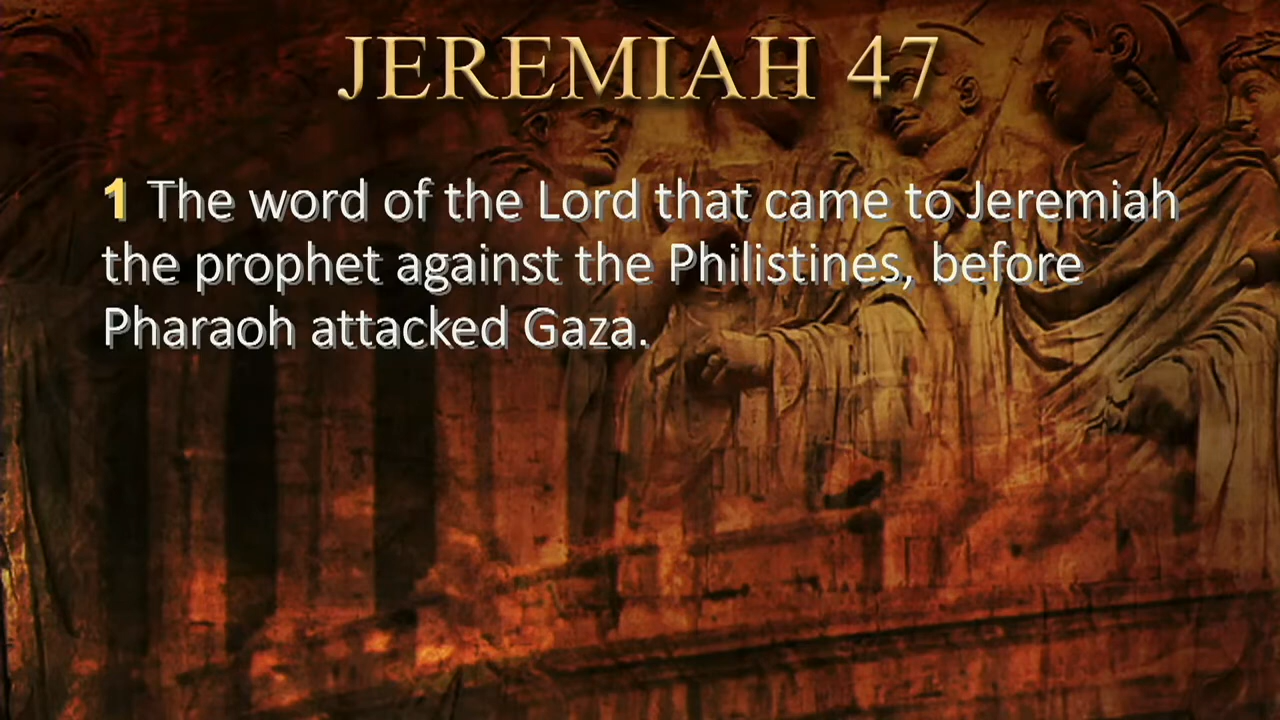 JEREMIAH 47
1 The word of the Lord that came to Jeremiah
the prophet against the Philistines, before
Pharaoh attacked Gaza.